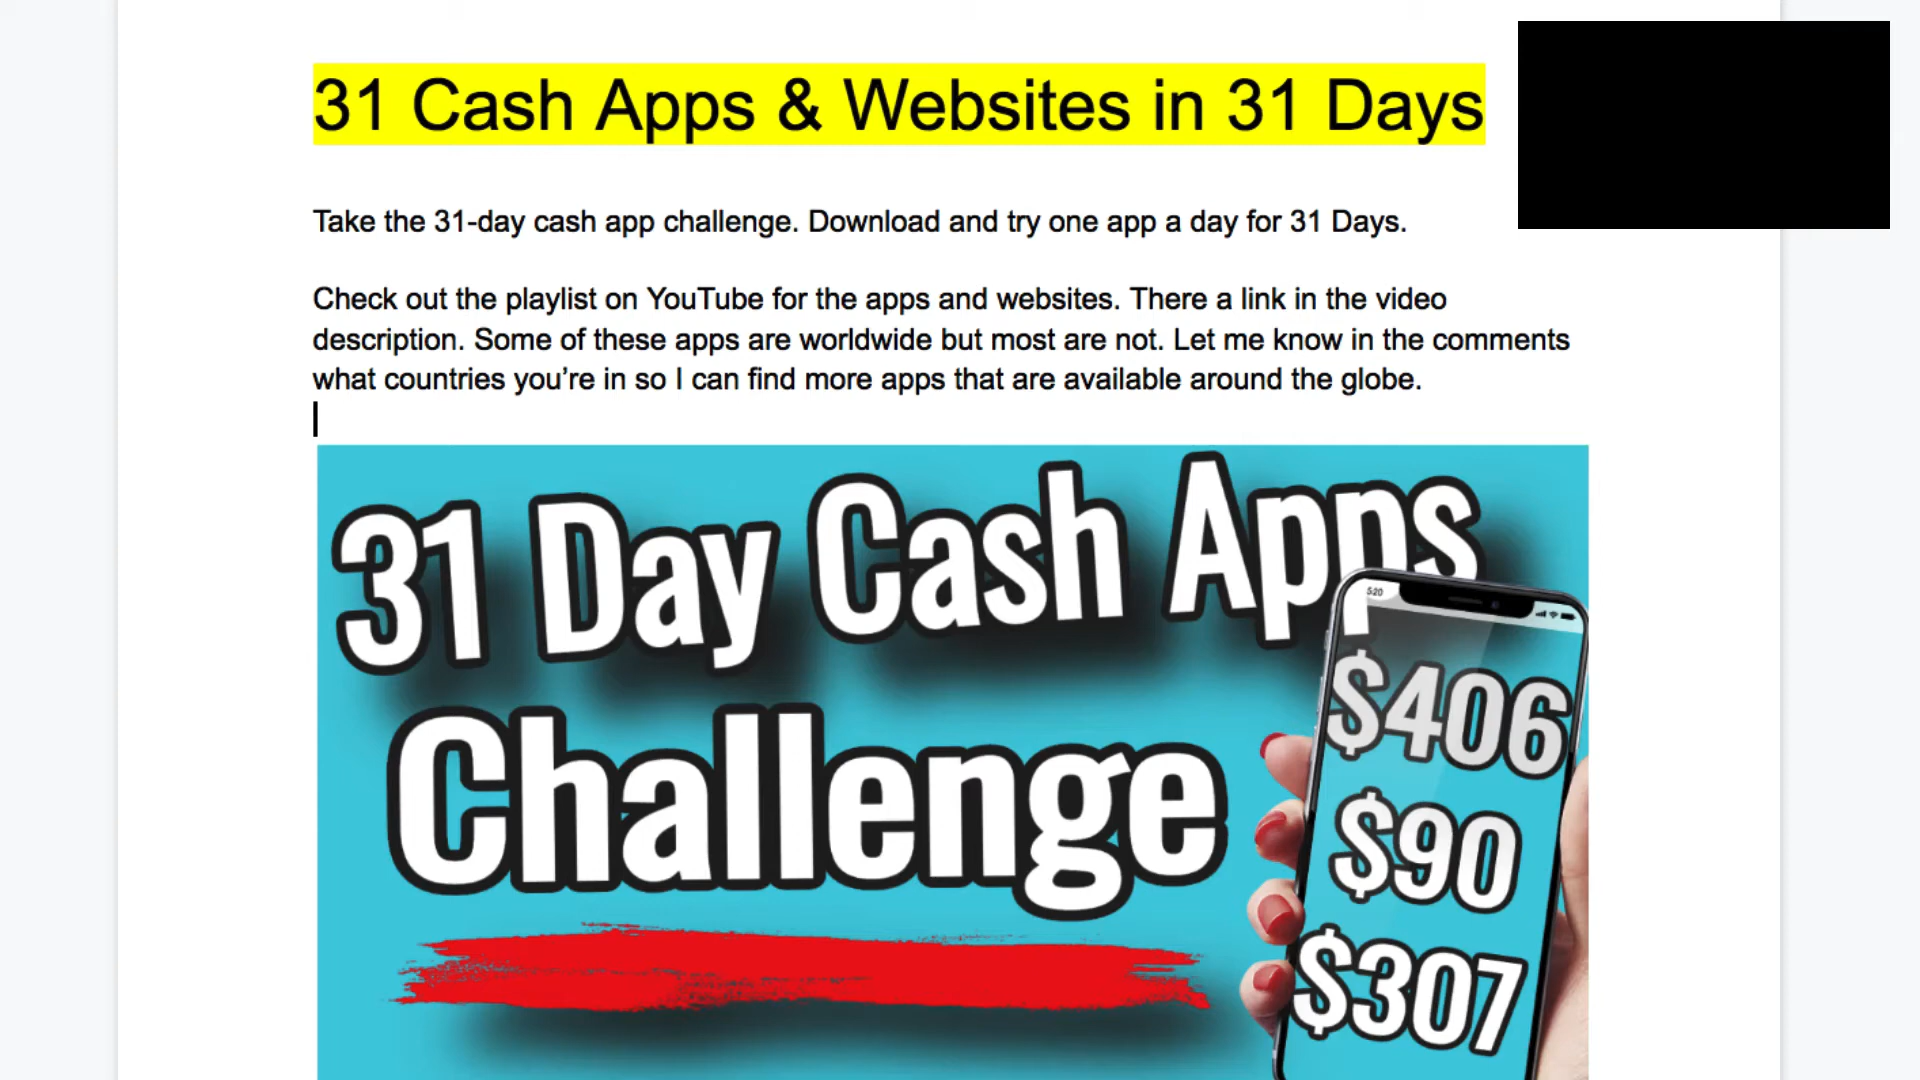 31 Cash Apps & Websites in 31 Days
Take the 31-day cash app challenge. Download and try one app a day for 31 Days.
Check out the playlist on YouTube for the apps and websites. There a link in the video
description. Some of these apps are worldwide but most are not. Let me know in the comments
what countries you’re in so I can find more apps that are available around the globe.
31 Day Cash Apps
Challenge
520
$406
$90
$307